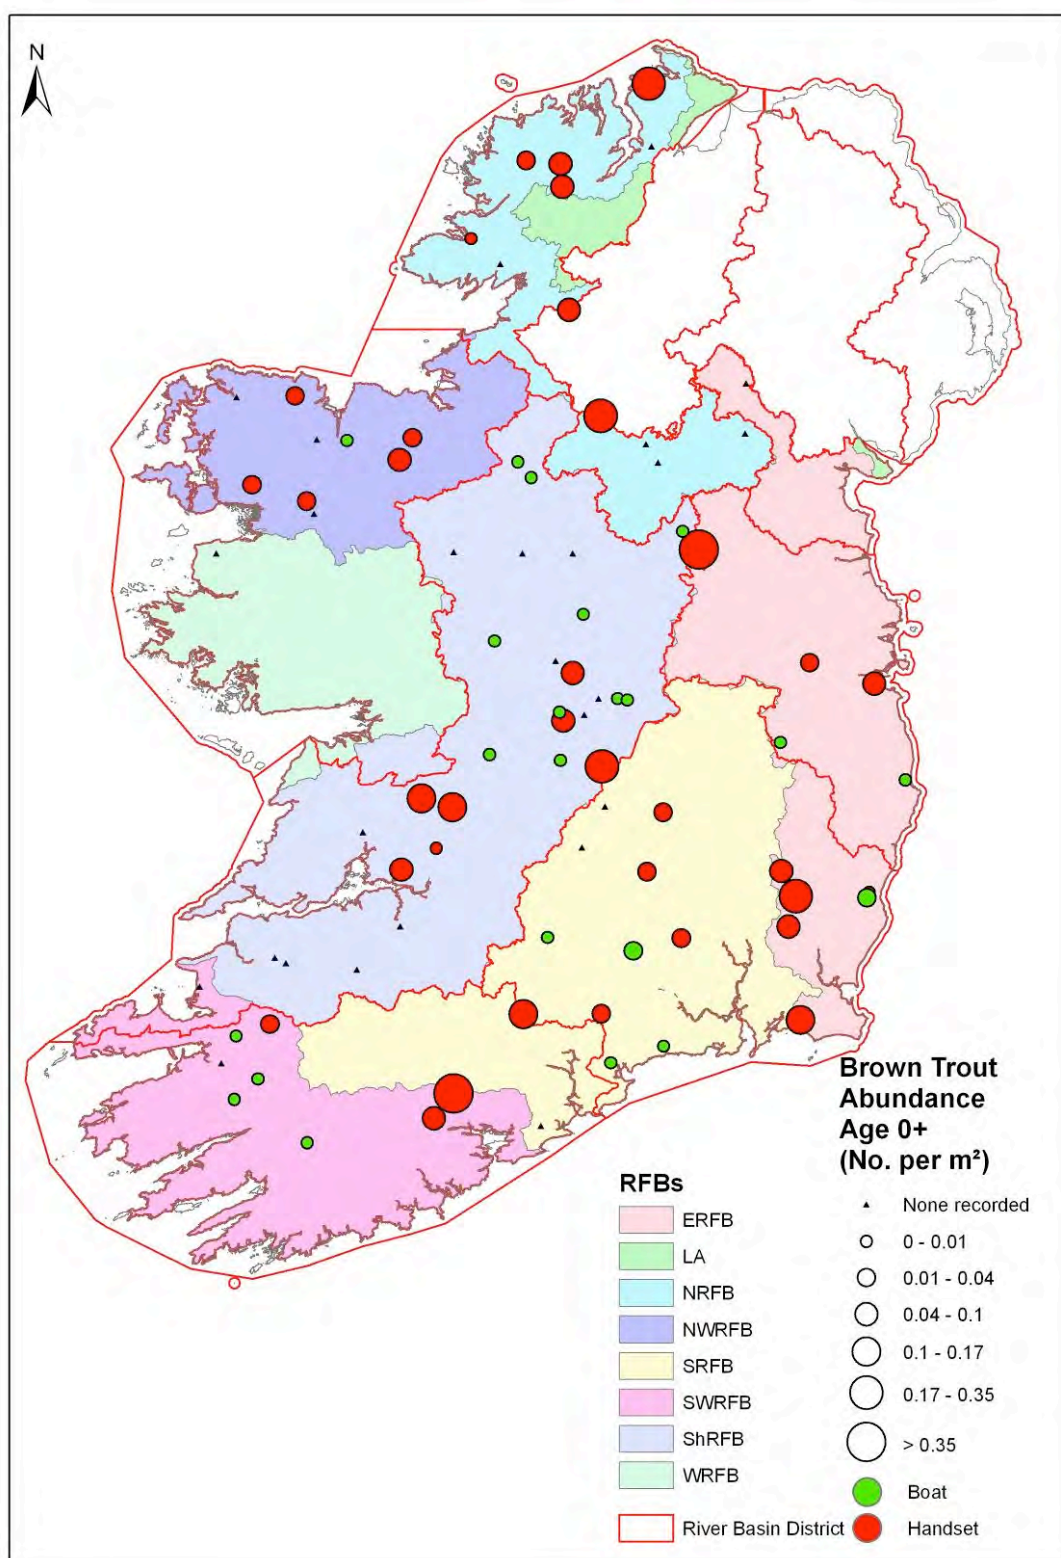 N
Brown Trout
Abundance
Age 0+
(No. per m²)
RFBs
ERFB
LA
NRFB
NWRFB
SRFB
SWRFB
ShRFB
WRFB
River Basin District
None recorded
0 - 0.01
0.01 - 0.04
0.04 - 0.1
0.1 - 0.17
0.17 - 0.35
> 0.35
Boat
Handset